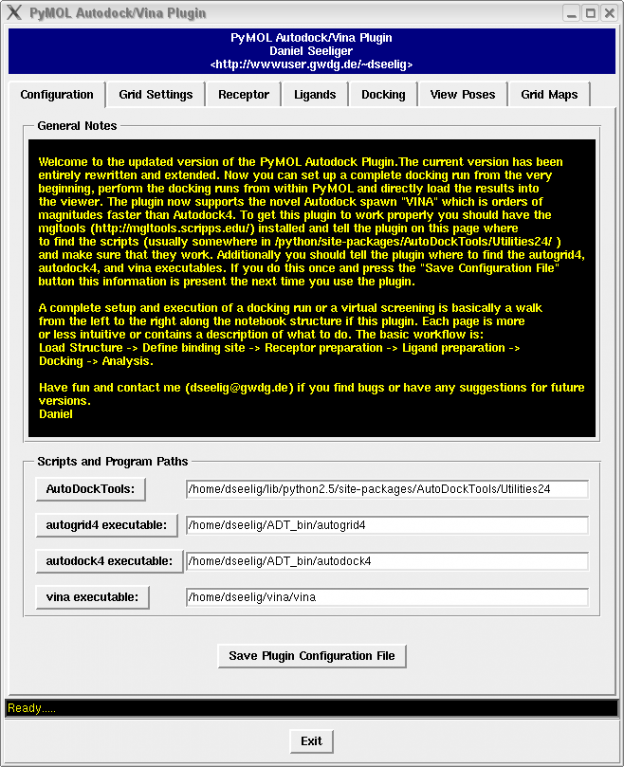 PyMOL Autodock/Vina Plugin
PyMOL Autodock/Vina Plugin
Daniel Seeliger
<http://wwwuser.gwdg.de/~dseelig>
Configuration Grid Settings Receptor Ligands Docking View Poses Grid Maps
General Notes
Welcome to the updated version of the PyMOL Autodock Plugin.The current version has been
entirely rewritten and extended. Now you can set up a complete docking run from the very
beginning, perform the docking runs from within PyMOL and directly load the results into
the viewer. The plugin now supports the novel Autodock spawn "VINA" which is orders of
magnitudes faster than Autodock4. To get this plugin to work properly you should have the
mgltools (http://mgltools.scripps.edu/) installed and tell the plugin on this page where
to find the scripts (usually somewhere in /python/site-packages/AutoDockTools/Utilities24/ )
and make sure that they work. Additionally you should tell the plugin where to find the autogrid4,
autodock4, and vina executables. If you do this once and press the "Save Configuration File"
button this information is present the next time you use the plugin.
A complete setup and execution of a docking run or a virtual screening is basically a walk
from the left to the right along the notebook structure if this plugin. Each page is more
or less intuitive or contains a description of what to do. The basic workflow is:
Load Structure -> Define binding site -> Receptor preparation -> Ligand preparation ->
Docking -> Analysis.
Have fun and contact me (dseelig@gwdg.de) if you find bugs or have any suggestions for future
versions.
Daniel
Scripts and Program Paths
AutoDockTools: /home/dseelig/lib/python2.5/site-packages/AutoDockTools/Utilities24
autogrid4 executable: /home/dseelig/ADT_bin/autogrid4
autodock4 executable: /home/dseelig/ADT_bin/autodock4
vina executable: /home/dseelig/vina/vina
Save Plugin Configuration File
Ready.....
Exit